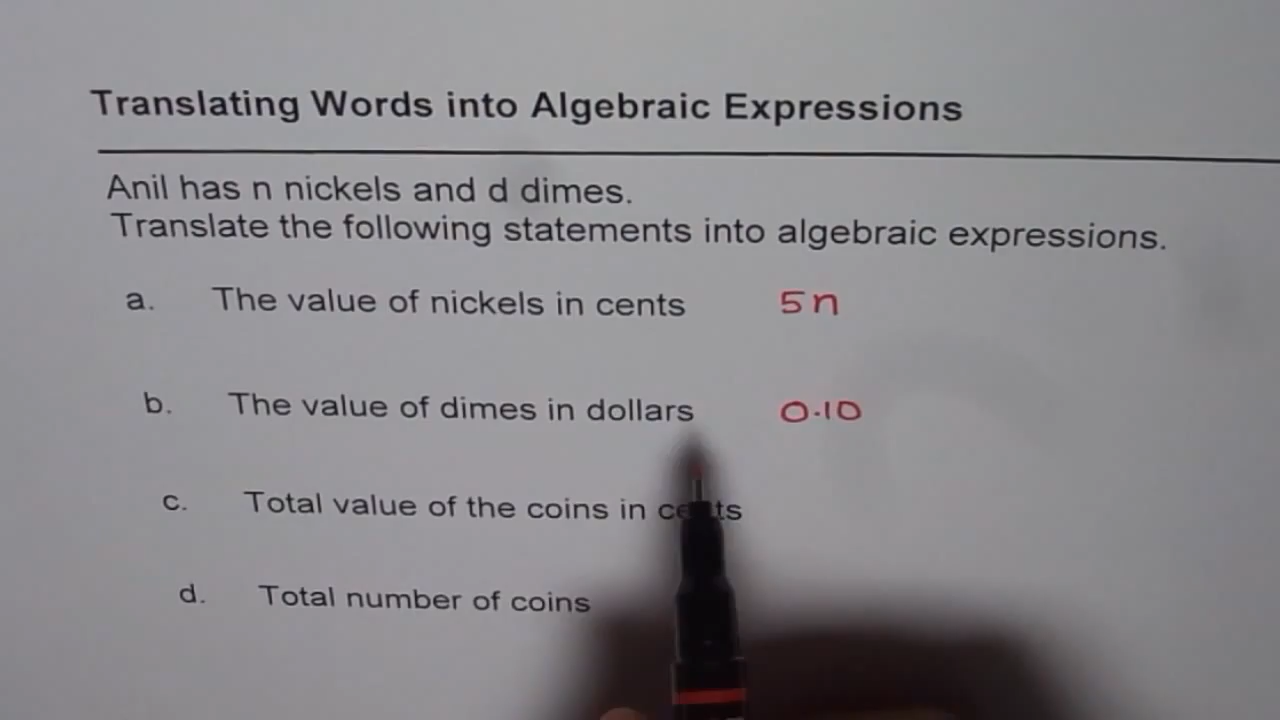 Translating Words into Algebraic Expressions
Anil has n nickels and d dimes.
Translate the following statements into algebraic expressions.
a. The value of nickels in cents 5n
b. The value of dimes in dollars 0.10
c. Total value of the coins in cents
d. Total number of coins